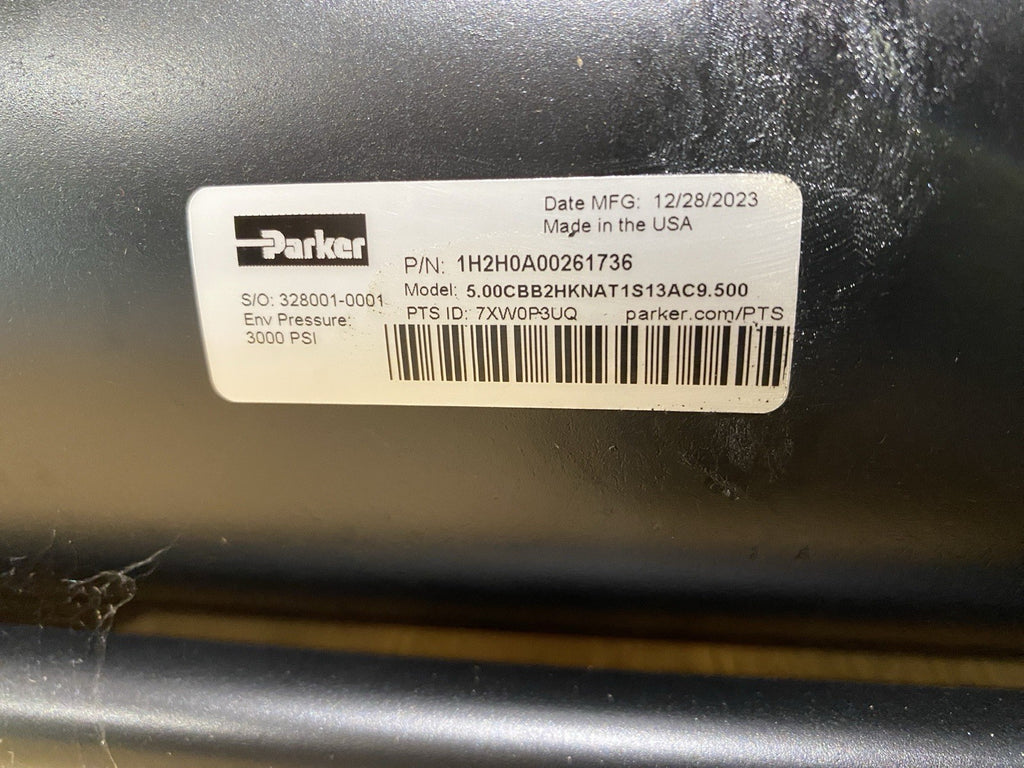 Parker
Date MFG: 12/28/2023
Made in the USA
P/N: 1H2H0A00261736
Model: 5.00CBB2HKNAT1S13AC9.500
S/O: 328001-0001
PTS ID: 7XW0P3UQ parker.com/PTS
Env Pressure:
3000 PSI